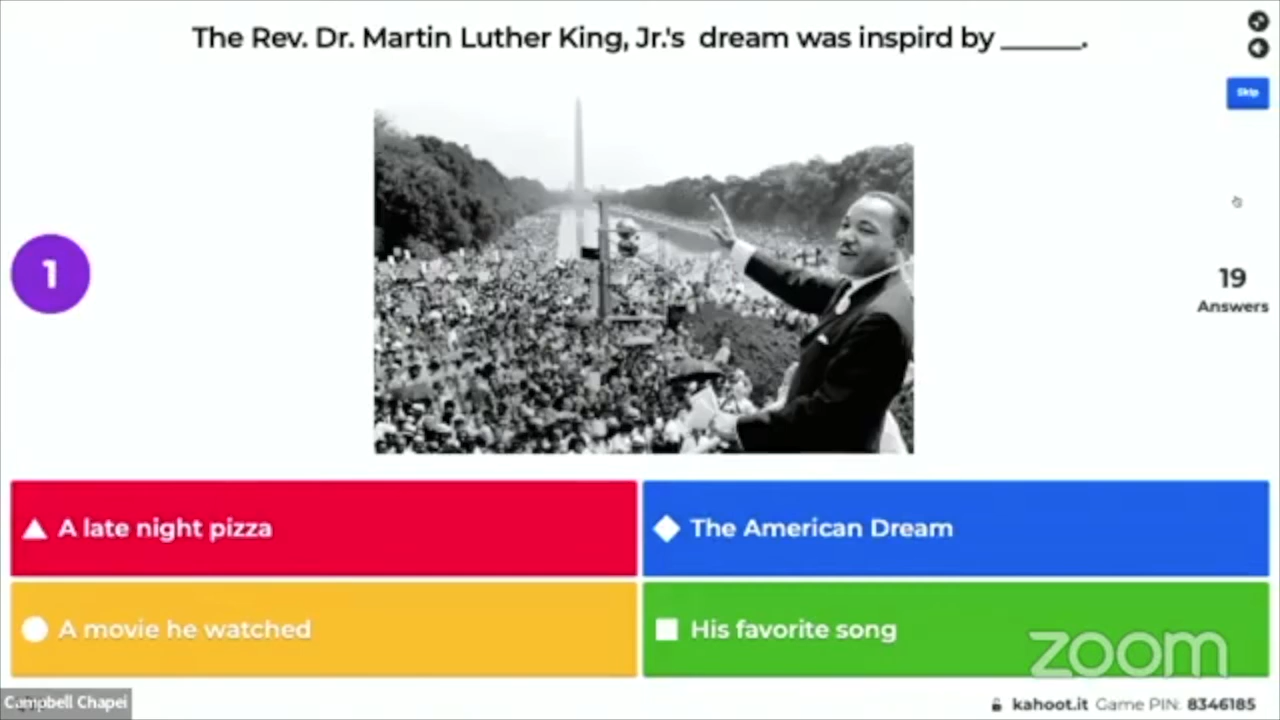 The Rev. Dr. Martin Luther King, Jr.'s dream was inspird by ______.
Skip
1
19
Answers
A late night pizza
The American Dream
A movie he watched
His favorite song
zoom
Campbell Chapel
kahoot.it Game PIN: 8346185